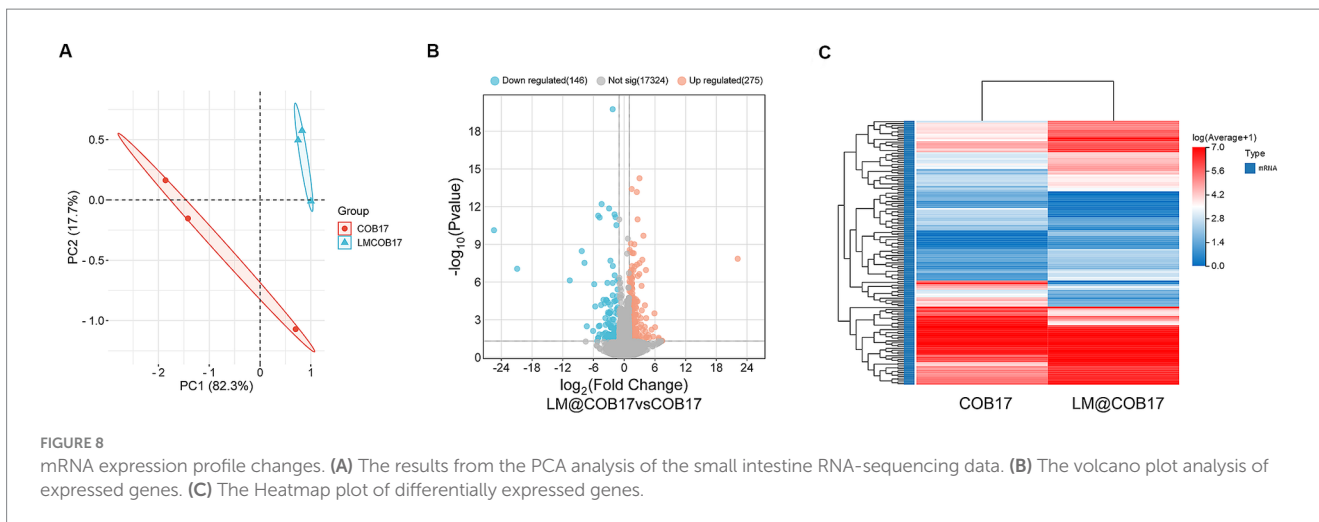 A
0.5
0.0
- 0.5
- 1.0
PC2 (17.7%)
- 2
- 1
0
1
PC1 (82.3%)
Group
COB17
LMCOB17
B
Down regulated(146)
Not sig(17324)
Up regulated(275)
18
15
12
9
6
3
0
-log10(Pvalue)
-24
-18
-12
-6
0
6
12
18
24
log2(Fold Change)
LM@COB17vsCOB17
C
log(Average+1)
7.0
5.6
4.2
2.8
1.4
0.0
Type
mRNA
COB17
LM@COB17
FIGURE 8
mRNA expression profile changes. (A) The results from the PCA analysis of the small intestine RNA-sequencing data. (B) The volcano plot analysis of
expressed genes. (C) The Heatmap plot of differentially expressed genes.